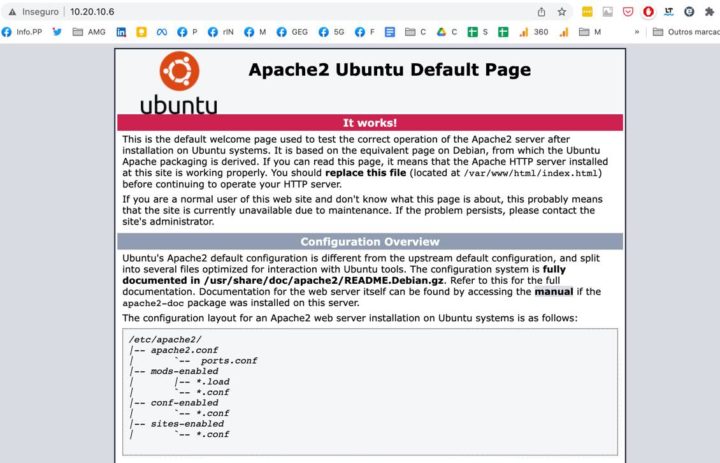 Inseguro | 10.20.10.6
Info.PP P rIN M GEG 5G F C C S 360 M » Outros marcad
AMG
Apache2 Ubuntu Default Page
ubuntu
It works!
This is the default welcome page used to test the correct operation of the Apache2 server after
installation on Ubuntu systems. It is based on the equivalent page on Debian, from which the Ubuntu
Apache packaging is derived. If you can read this page, it means that the Apache HTTP server installed
at this site is working properly. You should replace this file (located at /var/www/html/index.html)
before continuing to operate your HTTP server.
If you are a normal user of this web site and don't know what this page is about, this probably means
that the site is currently unavailable due to maintenance. If the problem persists, please contact the
site's administrator.
Configuration Overview
Ubuntu's Apache2 default configuration is different from the upstream default configuration, and split
into several files optimized for interaction with Ubuntu tools. The configuration system is fully
documented in /usr/share/doc/apache2/README.Debian.gz. Refer to this for the full
documentation. Documentation for the web server itself can be found by accessing the manual if the
apache2-doc package was installed on this server.
The configuration layout for an Apache2 web server installation on Ubuntu systems is as follows:
/etc/apache2/
|-- apache2.conf
|       `--  ports.conf
|-- mods-enabled
|       |-- *.load
|       `-- *.conf
|-- conf-enabled
|       `-- *.conf
|-- sites-enabled
|       `-- *.conf